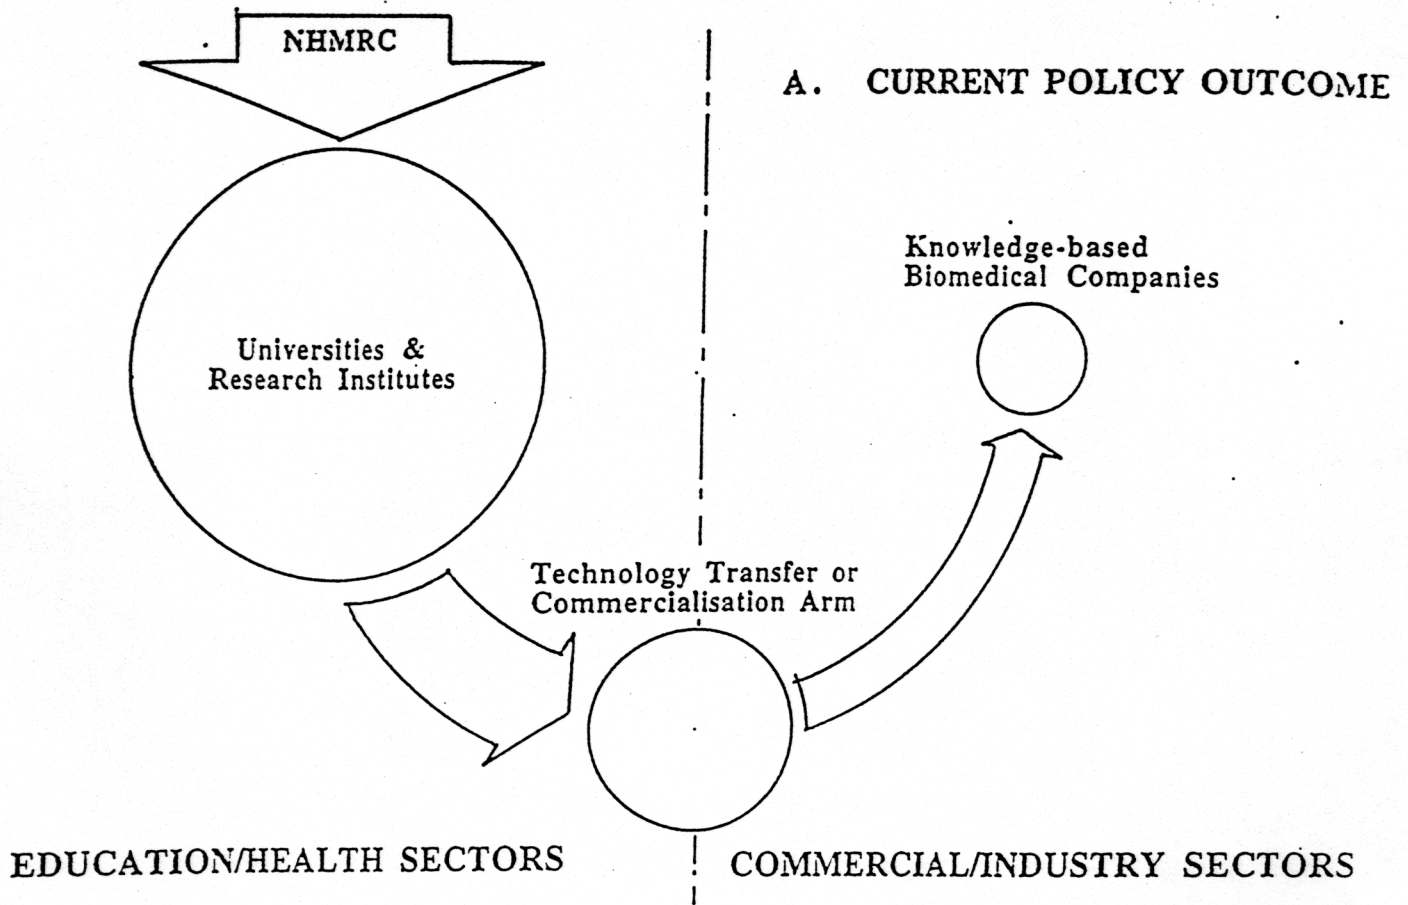 NHMRC
A. CURRENT POLICY OUTCOME
Knowledge-based
Biomedical Companies
Universities &
Research Institutes
Technology Transfer or
Commercialisation Arm
EDUCATION/HEALTH SECTORS
COMMERCIAL/INDUSTRY SECTORS